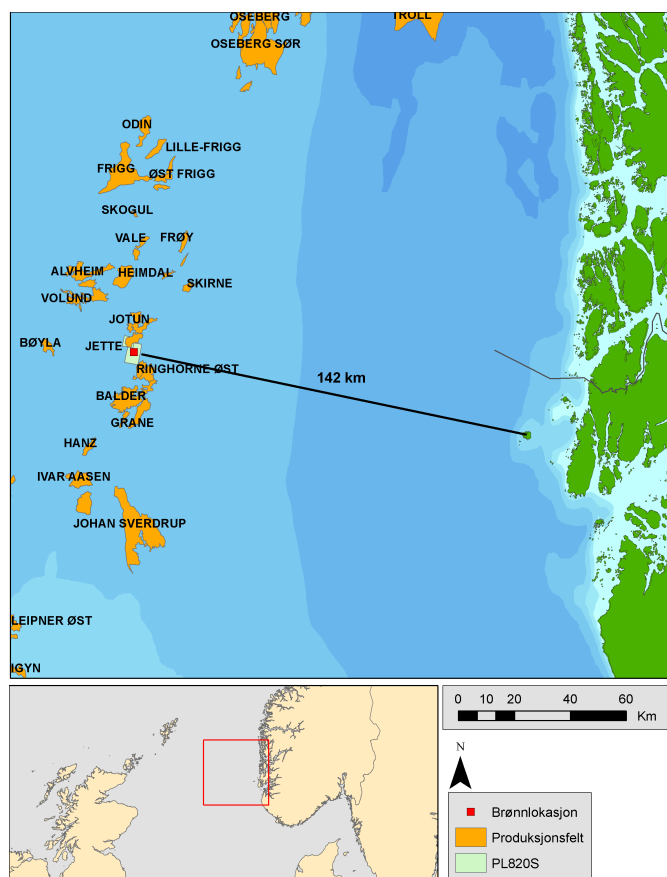 OSEBERG
TROLL
OSEBERG SØR
ODIN
LILLE-FRIGG
FRIGG
ØST FRIGG
SKOGUL
VALE
FRØY
ALVHEIM
HEIMDAL
SKIRNE
VOLUND
JOTUN
BØYLA
JETTE
RINGHORNE ØST
142 km
BALDER
GRANE
HANZ
IVAR AASEN
JOHAN SVERDRUP
LEIPNER ØST
IGYN
0 10 20 40 60
Km
N
Brønnlokasjon
Produksjonsfelt
PL820S